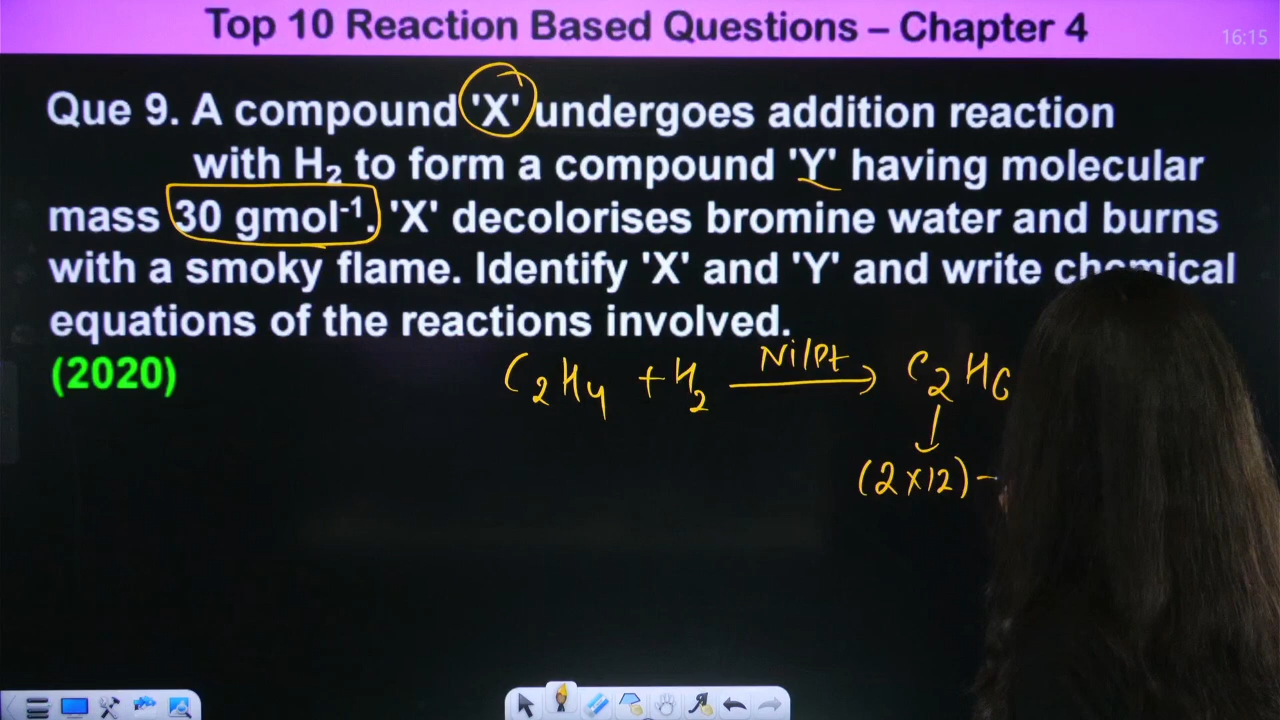 Top 10 Reaction Based Questions – Chapter 4
16:15
Que 9. A compound 'X' undergoes addition reaction
with H₂ to form a compound 'Y' having molecular
mass 30 gmol⁻¹. 'X' decolorises bromine water and burns
with a smoky flame. Identify 'X' and 'Y' and write
equations of the reactions involved.
(2020)
C₂H₄ + H₂ —Ni/Pt→ C₂H₆
↓
(2×12) –